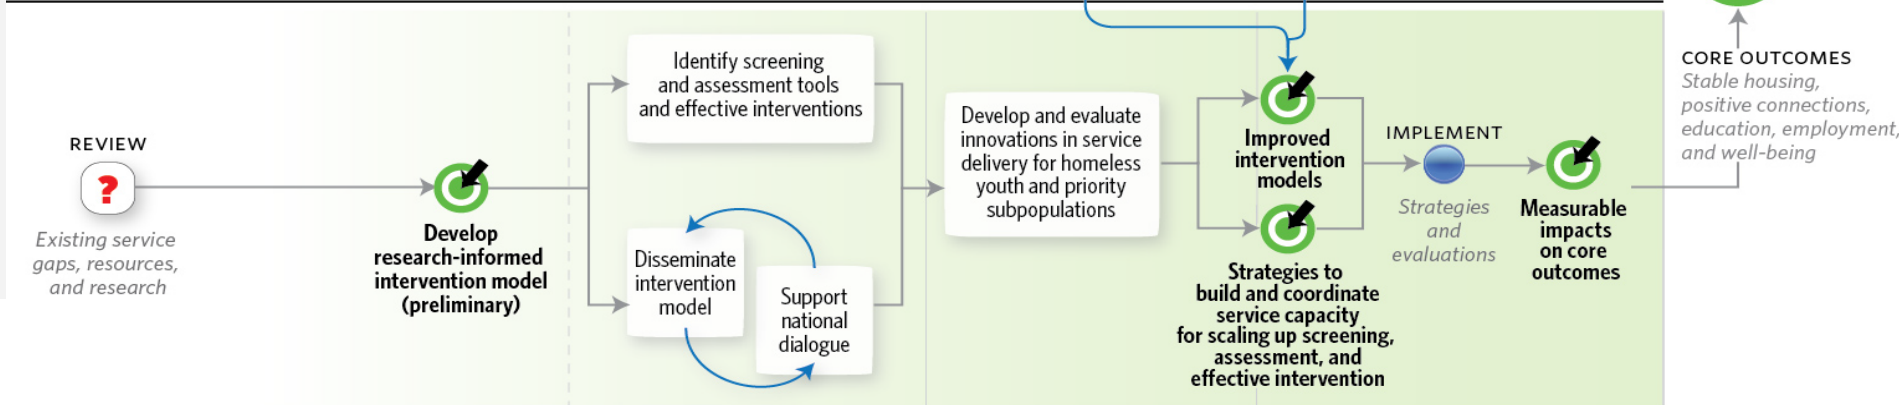 REVIEW
?
Existing service
gaps, resources,
and research
Develop
research-informed
intervention model
(preliminary)
Identify screening
and assessment tools
and effective interventions
Disseminate
intervention
model
Support
national
dialogue
Develop and evaluate
innovations in service
delivery for homeless
youth and priority
subpopulations
Improved
intervention
models
Strategies to
build and coordinate
service capacity
for scaling up screening,
assessment, and
effective intervention
IMPLEMENT
Strategies
and
evaluations
Measurable
impacts
on core
outcomes
CORE OUTCOMES
Stable housing,
positive connections,
education, employment,
and well-being